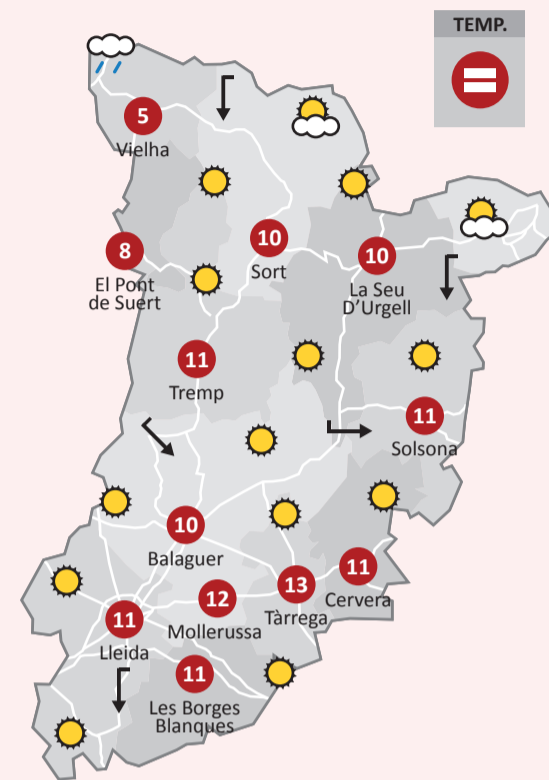 TEMP.
5
Vielha
8
El Pont
de Suert
10
Sort
10
La Seu
D'Urgell
11
Tremp
11
Solsona
10
Balaguer
11
Cervera
13
Tàrrega
12
Mollerussa
11
Lleida
11
Les Borges
Blanques